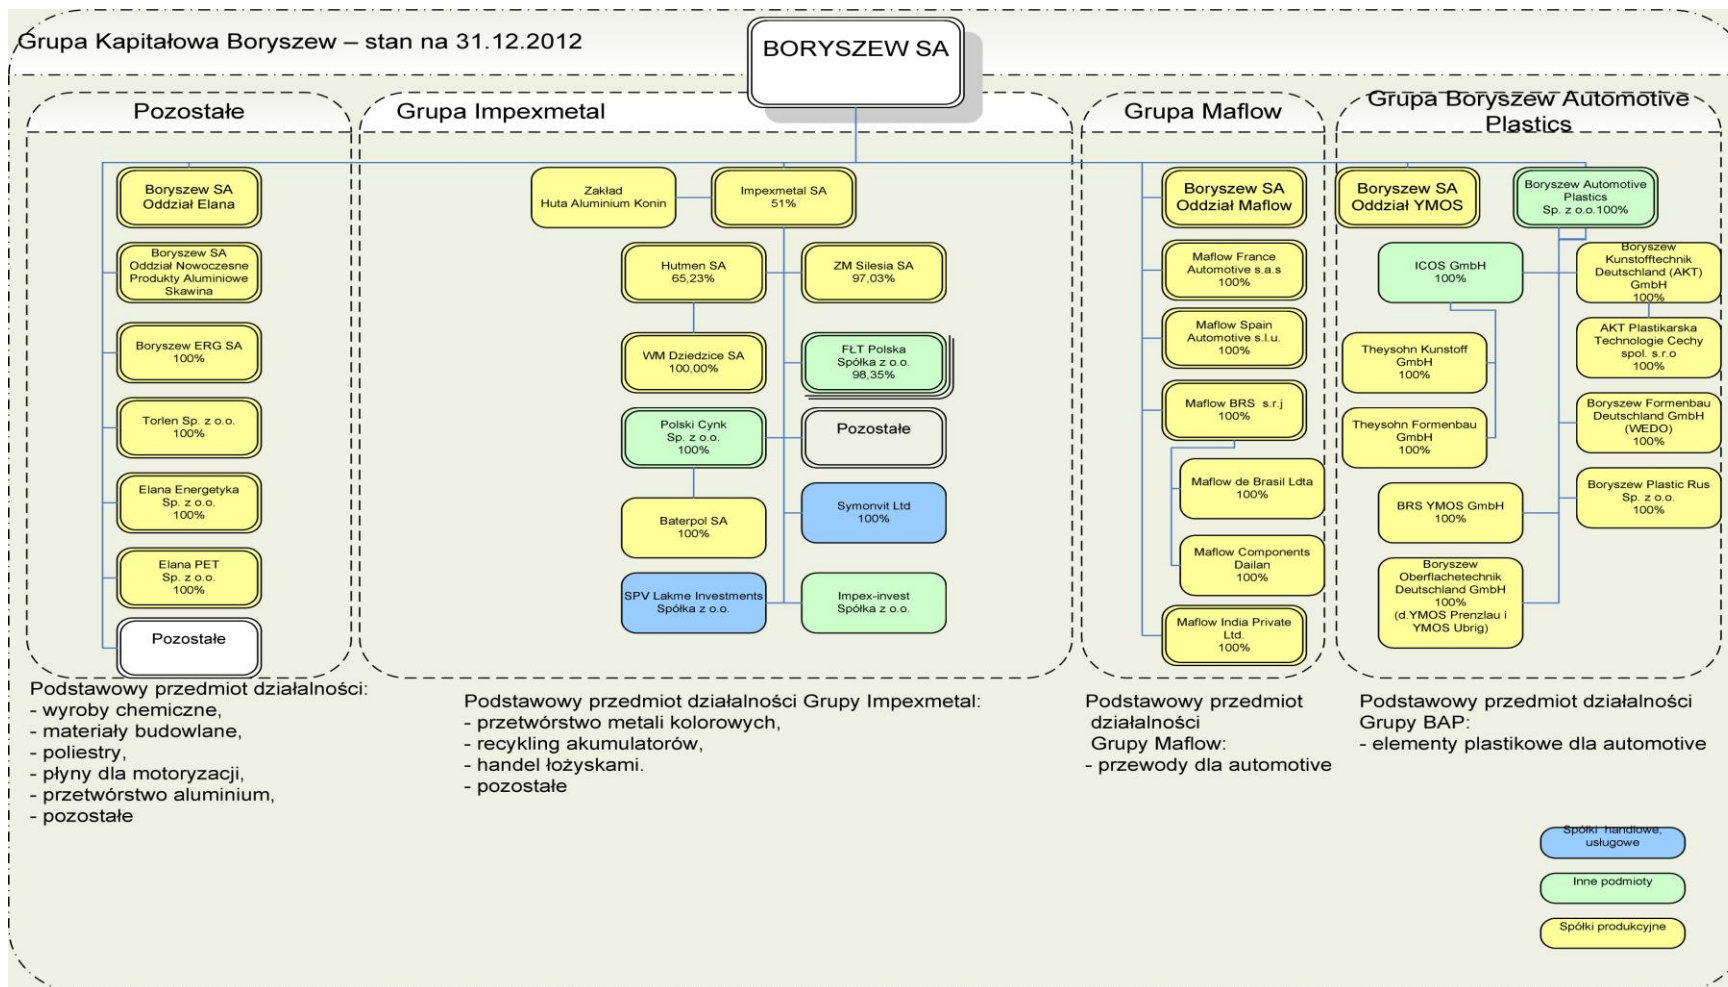 Grupa Kapitałowa Boryszew – stan na 31.12.2012
BORYSZEW SA
Pozostałe
Boryszew SA
Oddział Elana
Boryszew SA
Oddział Nowoczesne
Produkty Aluminiowe
Skawina
Boryszew ERG SA
100%
Torlen Sp. z o.o.
100%
Elana Energetyka
Sp. z o.o.
100%
Elana PET
Sp. z o.o.
100%
Pozostałe
Podstawowy przedmiot działalności:
- wyroby chemiczne,
- materiały budowlane,
- poliestry,
- płyny dla motoryzacji,
- przetwórstwo aluminium,
- pozostałe
Grupa Impexmetal
Zakład
Huta Aluminium Konin
Impexmetal SA
51%
Hutmen SA
65,23%
ZM Silesia SA
97,03%
WM Dziedzice SA
100,00%
FŁT Polska
Spółka z o.o.
98,35%
Polski Cynk
Sp. z o.o.
100%
Pozostałe
Baterpol SA
100%
Symonvit Ltd
100%
SPV Lakme Investments
Spółka z o.o.
Impex-invest
Spółka z o.o.
Podstawowy przedmiot działalności Grupy Impexmetal:
- przetwórstwo metali kolorowych,
- recykling akumulatorów,
- handel łożyskami.
- pozostałe
Grupa Maflow
Boryszew SA
Oddział Maflow
Maflow France
Automotive s.a.s
100%
Maflow Spain
Automotive s.l.u.
100%
Maflow BRS s.r.j
100%
Maflow de Brasil Ldta
100%
Maflow Components
Dailan
100%
Maflow India Private
Ltd.
100%
Podstawowy przedmiot
działalności
Grupy Maflow:
- przewody dla automotive
Grupa Boryszew Automotive
Plastics
Boryszew SA
Oddział YMOS
Boryszew Automotive
Plastics
Sp. z o.o.100%
ICOS GmbH
100%
Boryszew
Kunstofftechnik
Deutschland (AKT)
GmbH
100%
Theysohn Kunstoff
GmbH
100%
AKT Plastikarska
Technologie Cechy
spol. s.r.o
100%
Theysohn Formenbau
GmbH
100%
Boryszew Formenbau
Deutschland GmbH
(WEDO)
100%
BRS YMOS GmbH
100%
Boryszew Plastic Rus
Sp. z o.o.
100%
Boryszew
Oberflachetechnik
Deutschland GmbH
100%
(d.YMOS Prenzlau i
YMOS Ubrig)
Podstawowy przedmiot działalności
Grupy BAP:
- elementy plastikowe dla automotive
Spółki handlowe,
usługowe
Inne podmioty
Spółki produkcyjne